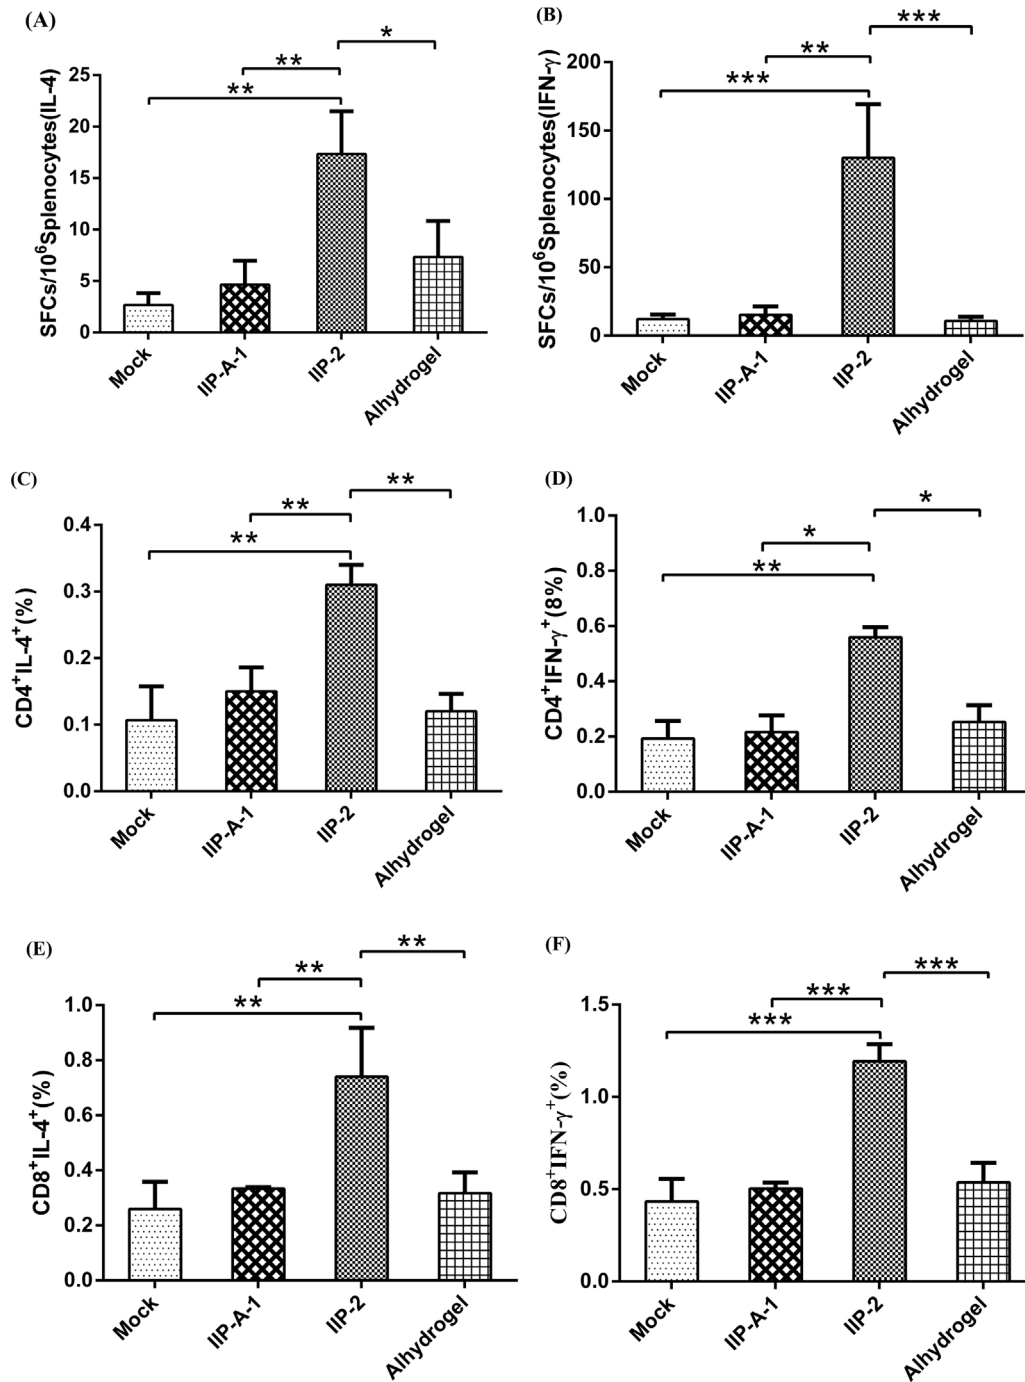 (A)
SFCs/10⁶Splenocytes(IL-4)
25
20
15
10
5
0
**
**
*
Mock
IIP-A-1
IIP-2
Alhydrogel
(B)
SFCs/10⁶Splenocytes(IFN-γ)
200
150
100
50
0
***
**
***
Mock
IIP-A-1
IIP-2
Alhydrogel
(C)
CD4⁺IL-4⁺(%)
0.4
0.3
0.2
0.1
0.0
**
**
**
Mock
IIP-A-1
IIP-2
Alhydrogel
(D)
CD4⁺IFN-γ⁺(8%)
1.0
0.8
0.6
0.4
0.2
0.0
**
*
*
Mock
IIP-A-1
IIP-2
Alhydrogel
(E)
CD8⁺IL-4⁺(%)
1.0
0.8
0.6
0.4
0.2
0.0
**
**
**
Mock
IIP-A-1
IIP-2
Alhydrogel
(F)
CD8⁺IFN-γ⁺(%)
1.5
1.0
0.5
0.0
***
***
***
Mock
IIP-A-1
IIP-2
Alhydrogel